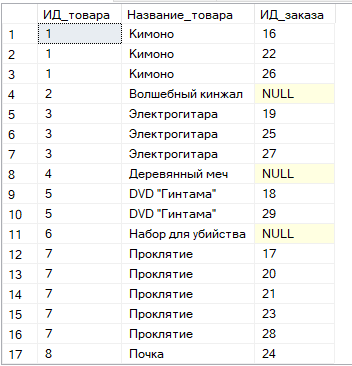 ИД_товара Название_товара ИД_заказа
1 1 Кимоно 16
2 1 Кимоно 22
3 1 Кимоно 26
4 2 Волшебный кинжал NULL
5 3 Электрогитара 19
6 3 Электрогитара 25
7 3 Электрогитара 27
8 4 Деревянный меч NULL
9 5 DVD "Гинтама" 18
10 5 DVD "Гинтама" 29
11 6 Набор для убийства NULL
12 7 Проклятие 17
13 7 Проклятие 20
14 7 Проклятие 21
15 7 Проклятие 23
16 7 Проклятие 28
17 8 Почка 24